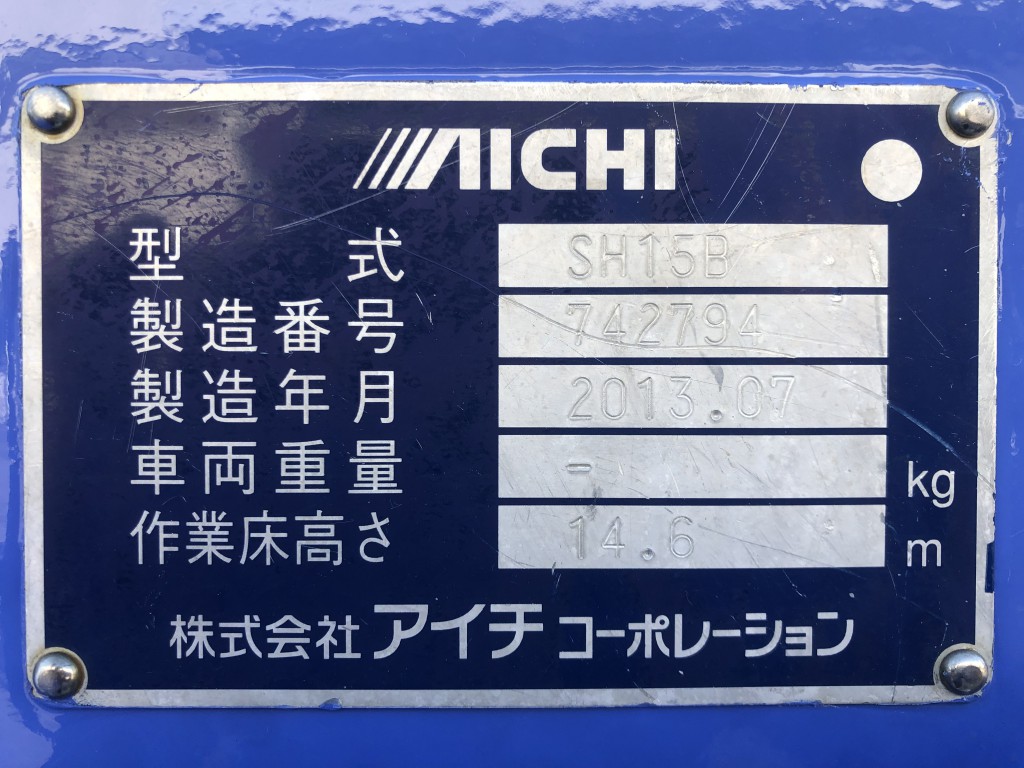 AICHI
型式 SH15B
製造番号 742794
製造年月 2013.07
車両重量 - kg
作業床高さ 14.6 m
株式会社アイチコーポレーション